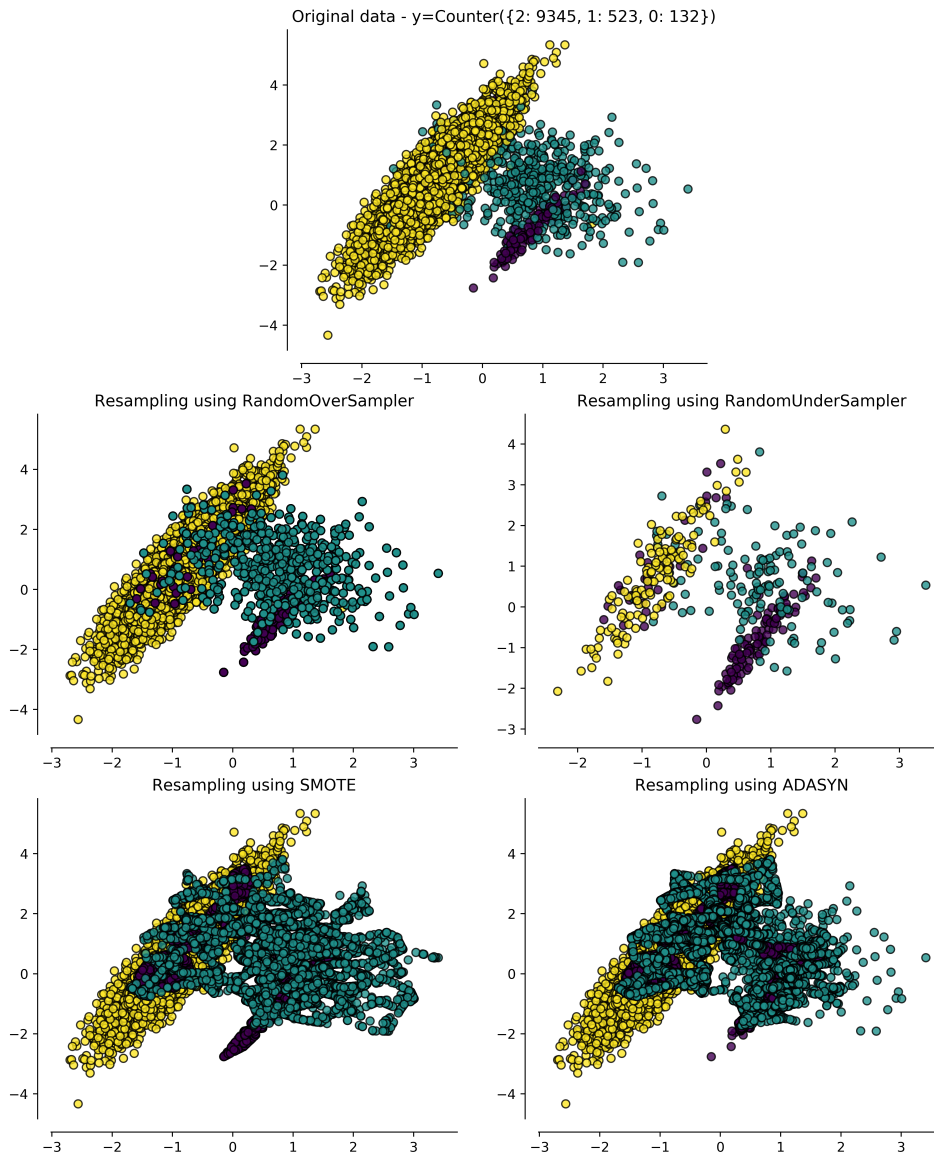 Original data - y=Counter({2: 9345, 1: 523, 0: 132})
4
2
0
−2
−4
−3 −2 −1 0 1 2 3
Resampling using RandomOverSampler
4
2
0
−2
−4
−3 −2 −1 0 1 2 3
Resampling using RandomUnderSampler
4
3
2
1
0
−1
−2
−3
−2 −1 0 1 2 3
Resampling using SMOTE
4
2
0
−2
−4
−3 −2 −1 0 1 2 3
Resampling using ADASYN
4
2
0
−2
−4
−3 −2 −1 0 1 2 3